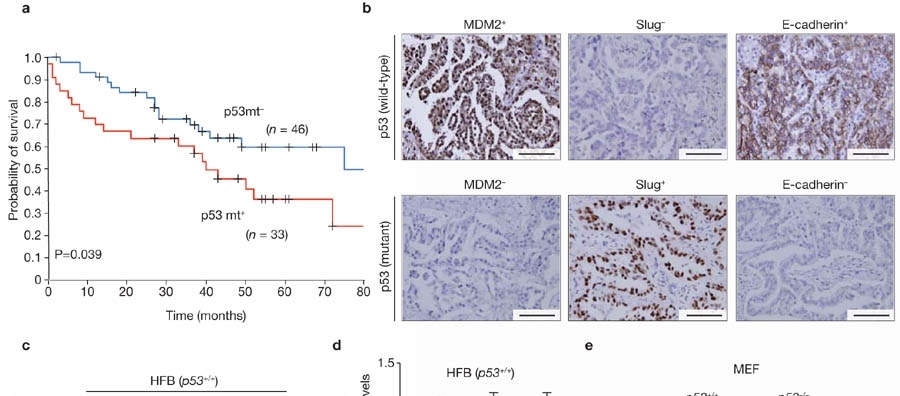 a
1.0
0.9
0.8
0.7
0.6
0.5
0.4
0.3
0.2
0.1
0
Probability of survival
p53mt⁻
(n = 46)
p53 mt⁺
(n = 33)
P=0.039
0 10 20 30 40 50 60 70 80
Time (months)
b
MDM2⁺ Slug⁻ E-cadherin⁺
p53 (wild-type)
MDM2⁻ Slug⁺ E-cadherin⁻
p53 (mutant)
c
HFB (p53⁺/⁺)
d
1.5
HFB (p53⁺/⁺)
e
MEF